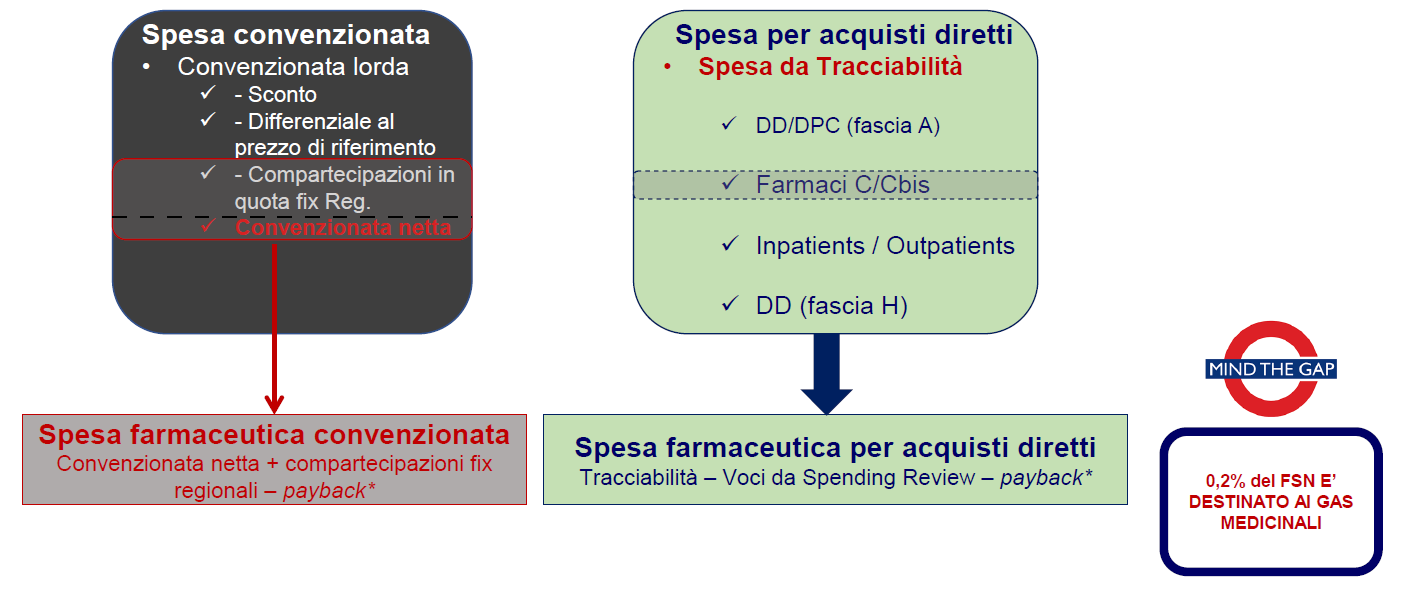 Spesa convenzionata
• Convenzionata lorda
✓ - Sconto
✓ - Differenziale al
prezzo di riferimento
✓ - Compartecipazioni in
quota fix Reg.
✓ Convenzionata netta
Spesa per acquisti diretti
• Spesa da Tracciabilità
✓ DD/DPC (fascia A)
✓ Farmaci C/Cbis
✓ Inpatients / Outpatients
✓ DD (fascia H)
Spesa farmaceutica convenzionata
Convenzionata netta + compartecipazioni fix
regionali – payback*
Spesa farmaceutica per acquisti diretti
Tracciabilità – Voci da Spending Review – payback*
MIND THE GAP
0,2% del FSN E’
DESTINATO AI GAS
MEDICINALI